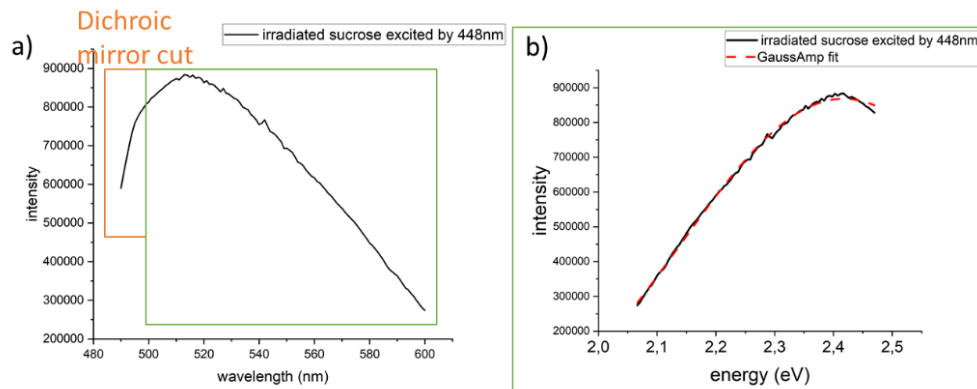 Dichroic
mirror cut
a)
irradiated sucrose excited by 448nm
900000
800000
700000
600000
500000
400000
300000
200000
intensity
480
500
520
540
560
580
600
wavelength (nm)
b)
irradiated sucrose excited by 448nm
GaussAmp fit
900000
800000
700000
600000
500000
400000
300000
200000
intensity
2,0
2,1
2,2
2,3
2,4
2,5
energy (eV)